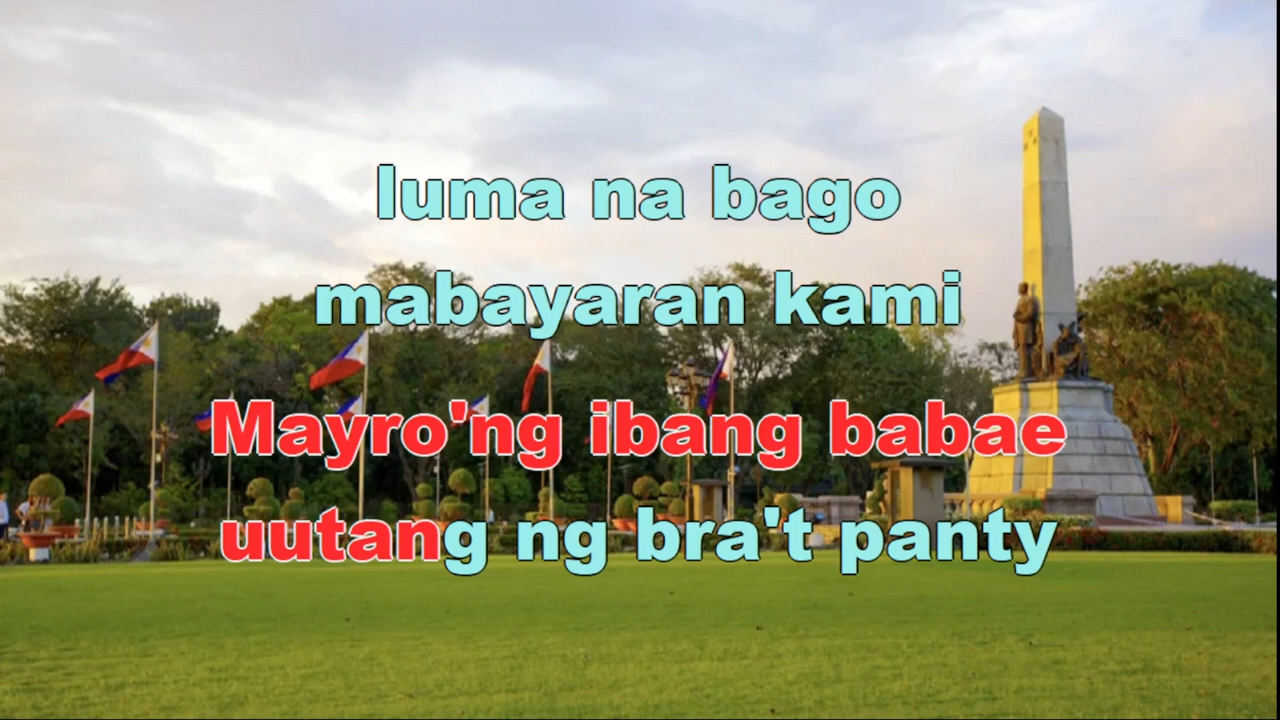 luma na bago
mabayaran kami
Mayro'ng ibang babae
uutang ng bra't panty